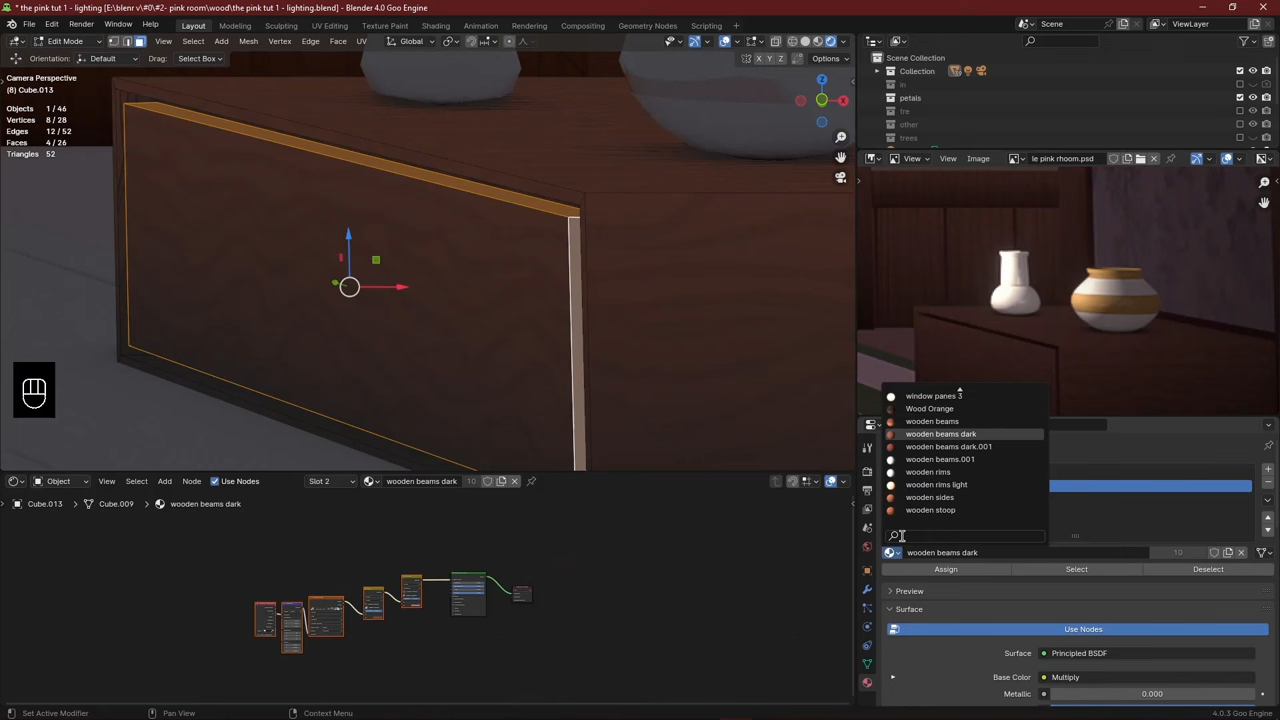 * the pink tut 1 - lighting [E:\blenr v\#0\#2- pink room\wood\the pink tut 1 - lighting.blend] - Blender 4.0 Goo Engine
File Edit Render Window Help Layout Modeling Sculpting UV Editing Texture Paint Shading Animation Rendering Compositing Geometry Nodes Scripting + Scene ViewLayer
Edit Mode View Select Add Mesh Vertex Edge Face UV Global
Orientation: Default Drag: Select Box X Y Z Options
Camera Perspective
(8) Cube.013
Objects 1 / 46
Vertices 8 / 28
Edges 12 / 52
Faces 4 / 26
Triangles 52
Z
X
Scene Collection
Collection
in
petals
tre
other
trees
View View Image le pink rhoom.psd
window panes 3
Wood Orange
wooden beams
wooden beams dark
wooden beams dark.001
wooden beams.001
wooden rims
wooden rims light
wooden sides
wooden stoop
wooden beams dark 10
Assign Select Deselect
Preview
Surface
Use Nodes
Surface Principled BSDF
Base Color Multiply
Metallic 0.000
Object View Select Add Node Use Nodes Slot 2 wooden beams dark 10
Cube.013 > Cube.009 > wooden beams dark
Set Active Modifier Pan View Context Menu 4.0.3 Goo Engine